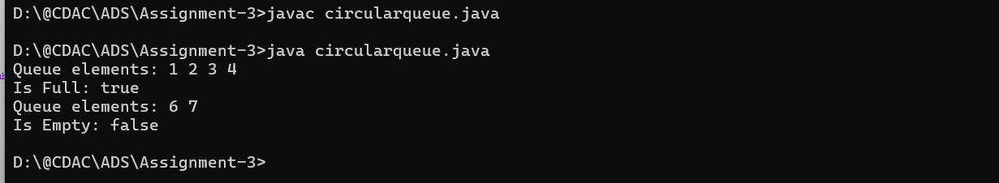 D:\@CDAC\ADS\Assignment-3>javac circularqueue.java
D:\@CDAC\ADS\Assignment-3>java circularqueue.java
Queue elements: 1 2 3 4
Is Full: true
Queue elements: 6 7
Is Empty: false
D:\@CDAC\ADS\Assignment-3>